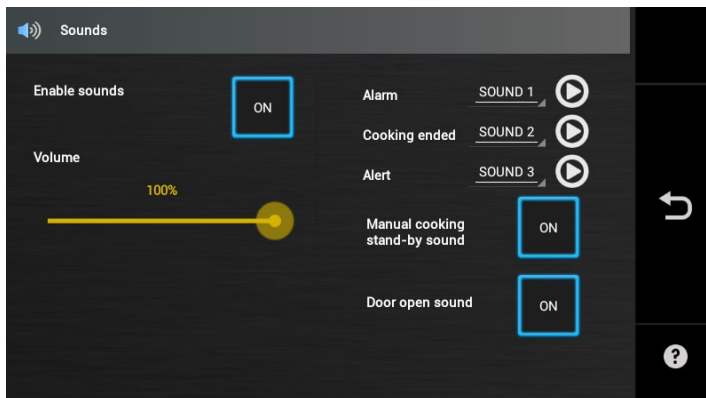 Sounds
Enable sounds
ON
Volume
100%
Alarm
SOUND 1
Cooking ended
SOUND 2
Alert
SOUND 3
Manual cooking
stand-by sound
ON
Door open sound
ON
?